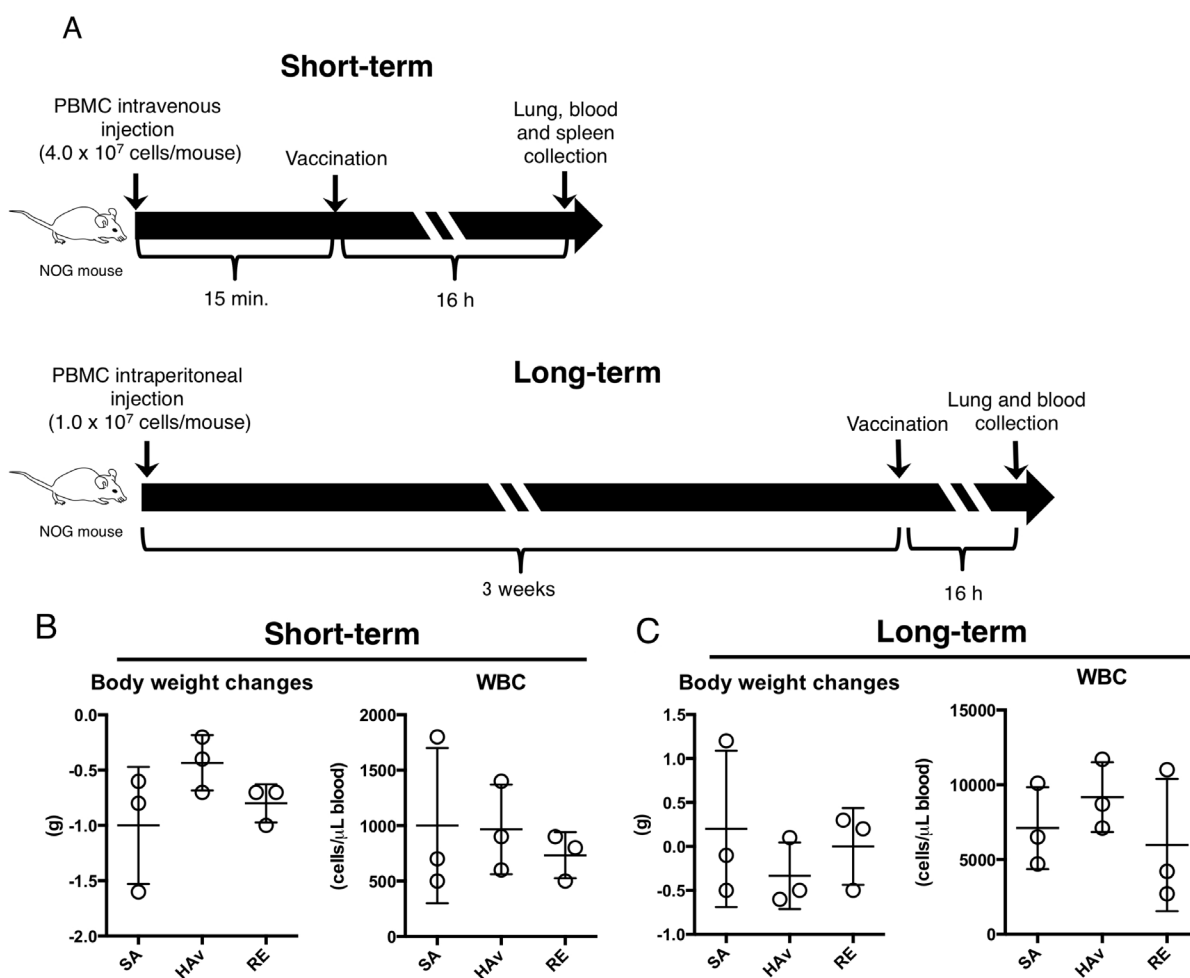 A
Short-term
PBMC intravenous
injection
(4.0 x 10⁷ cells/mouse)
Vaccination
Lung, blood
and spleen
collection
NOG mouse
15 min.
16 h
Long-term
PBMC intraperitoneal
injection
(1.0 x 10⁷ cells/mouse)
Vaccination
Lung and blood
collection
NOG mouse
3 weeks
16 h
B
Short-term
Body weight changes
(g)
0.0
-0.5
-1.0
-1.5
-2.0
SA
HAv
RE
WBC
(cells/μL blood)
2000
1500
1000
500
0
SA
HAv
RE
C
Long-term
Body weight changes
(g)
1.5
1.0
0.5
0.0
-0.5
-1.0
SA
HAv
RE
WBC
(cells/μL blood)
15000
10000
5000
0
SA
HAv
RE